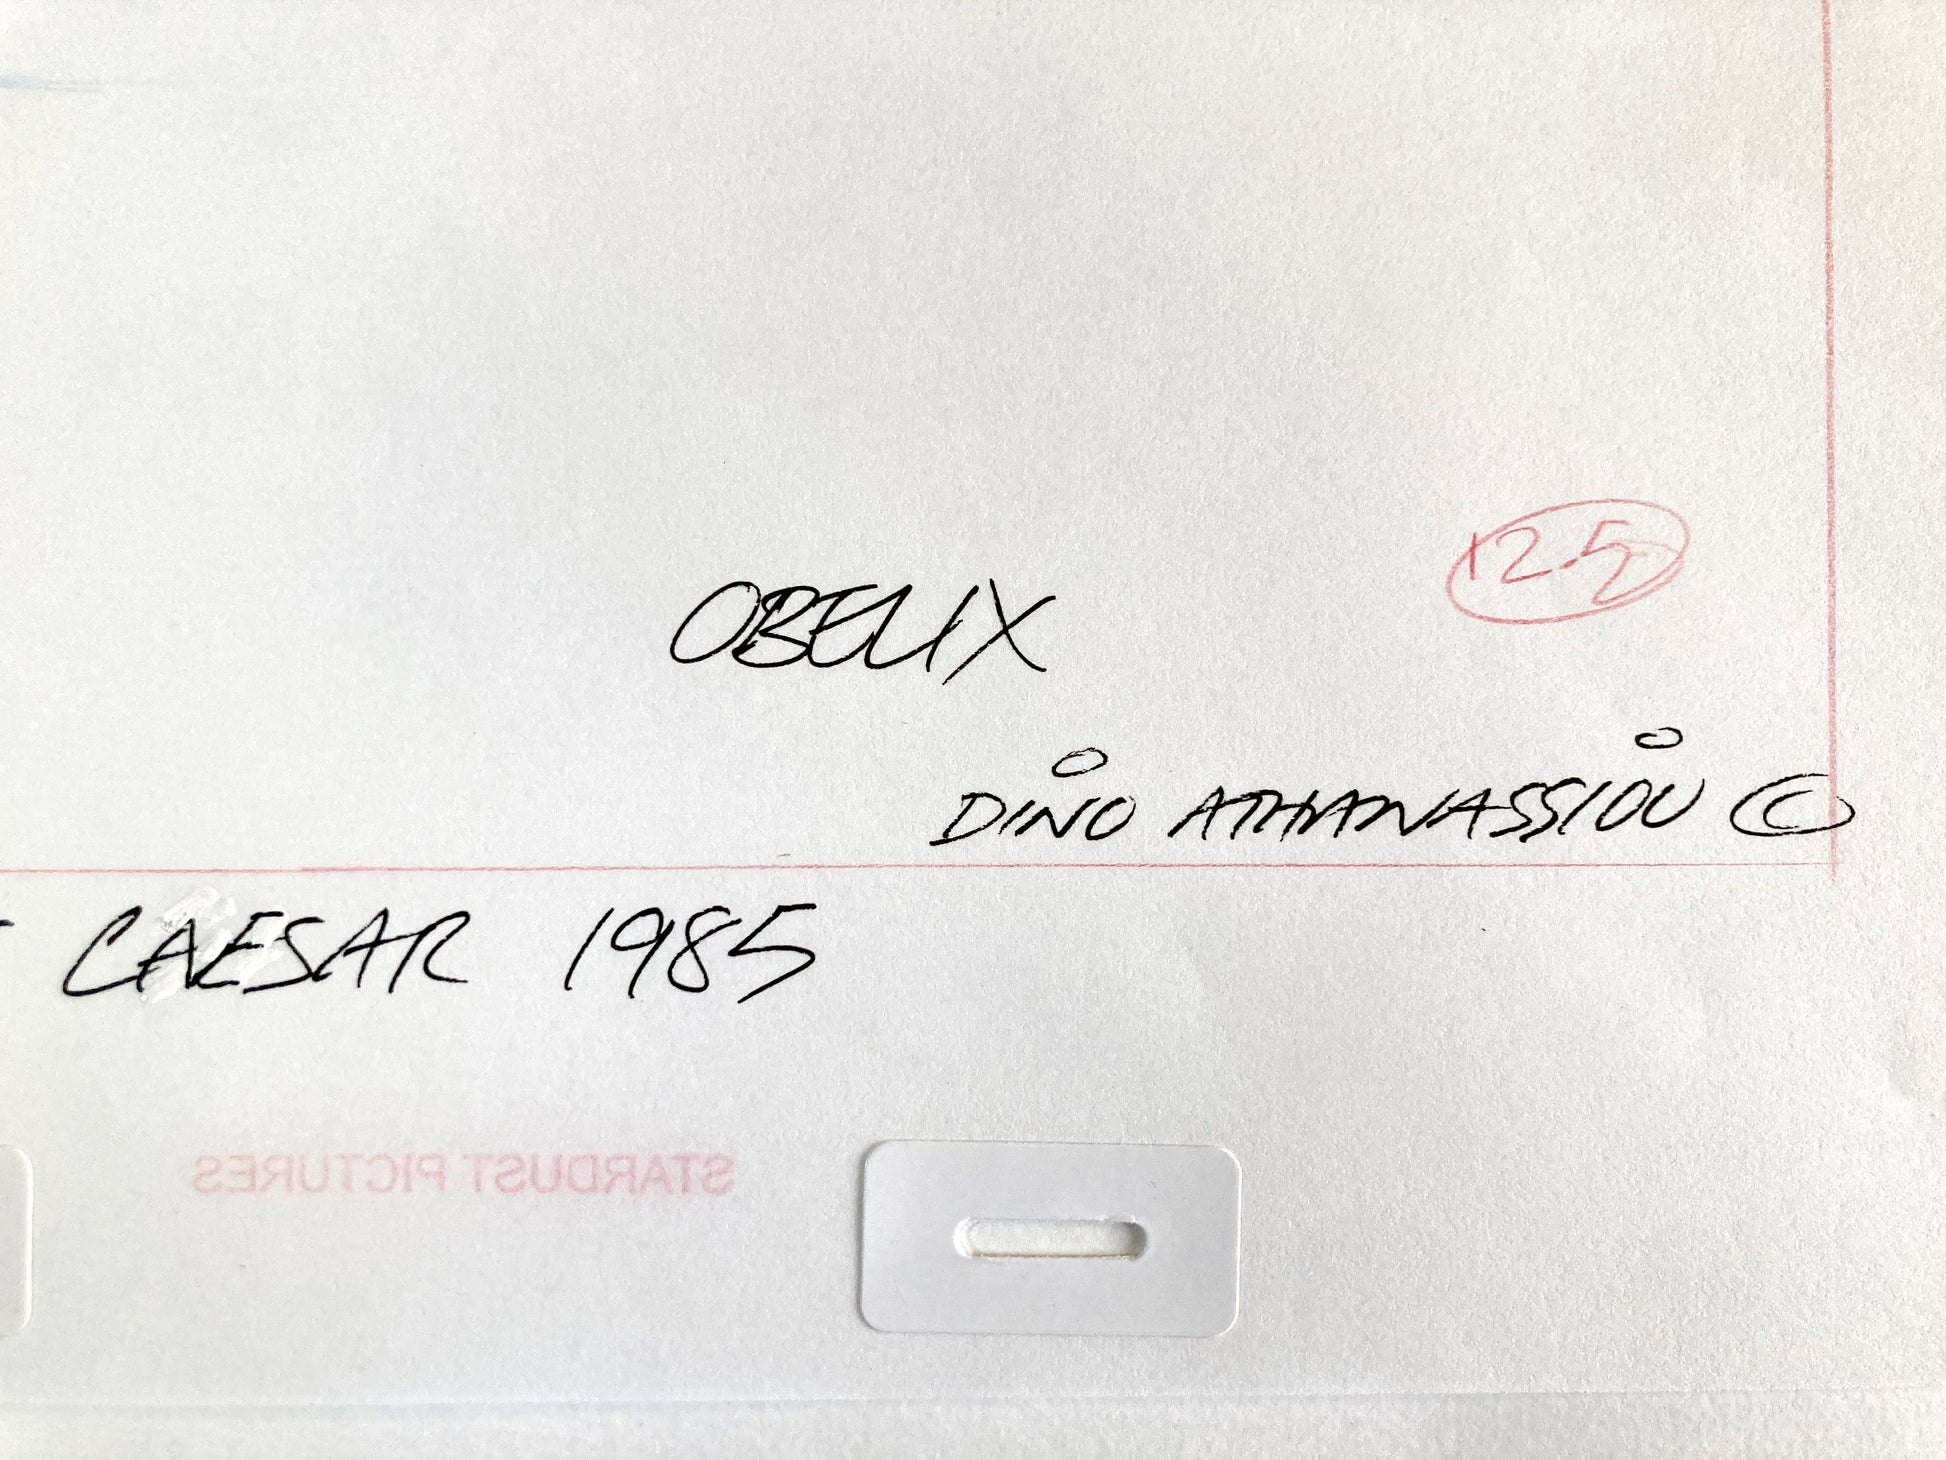 OBELIX
12.5
DINO ATHANASSIOU ©
CAESAR 1985
STARDUST PICTURES